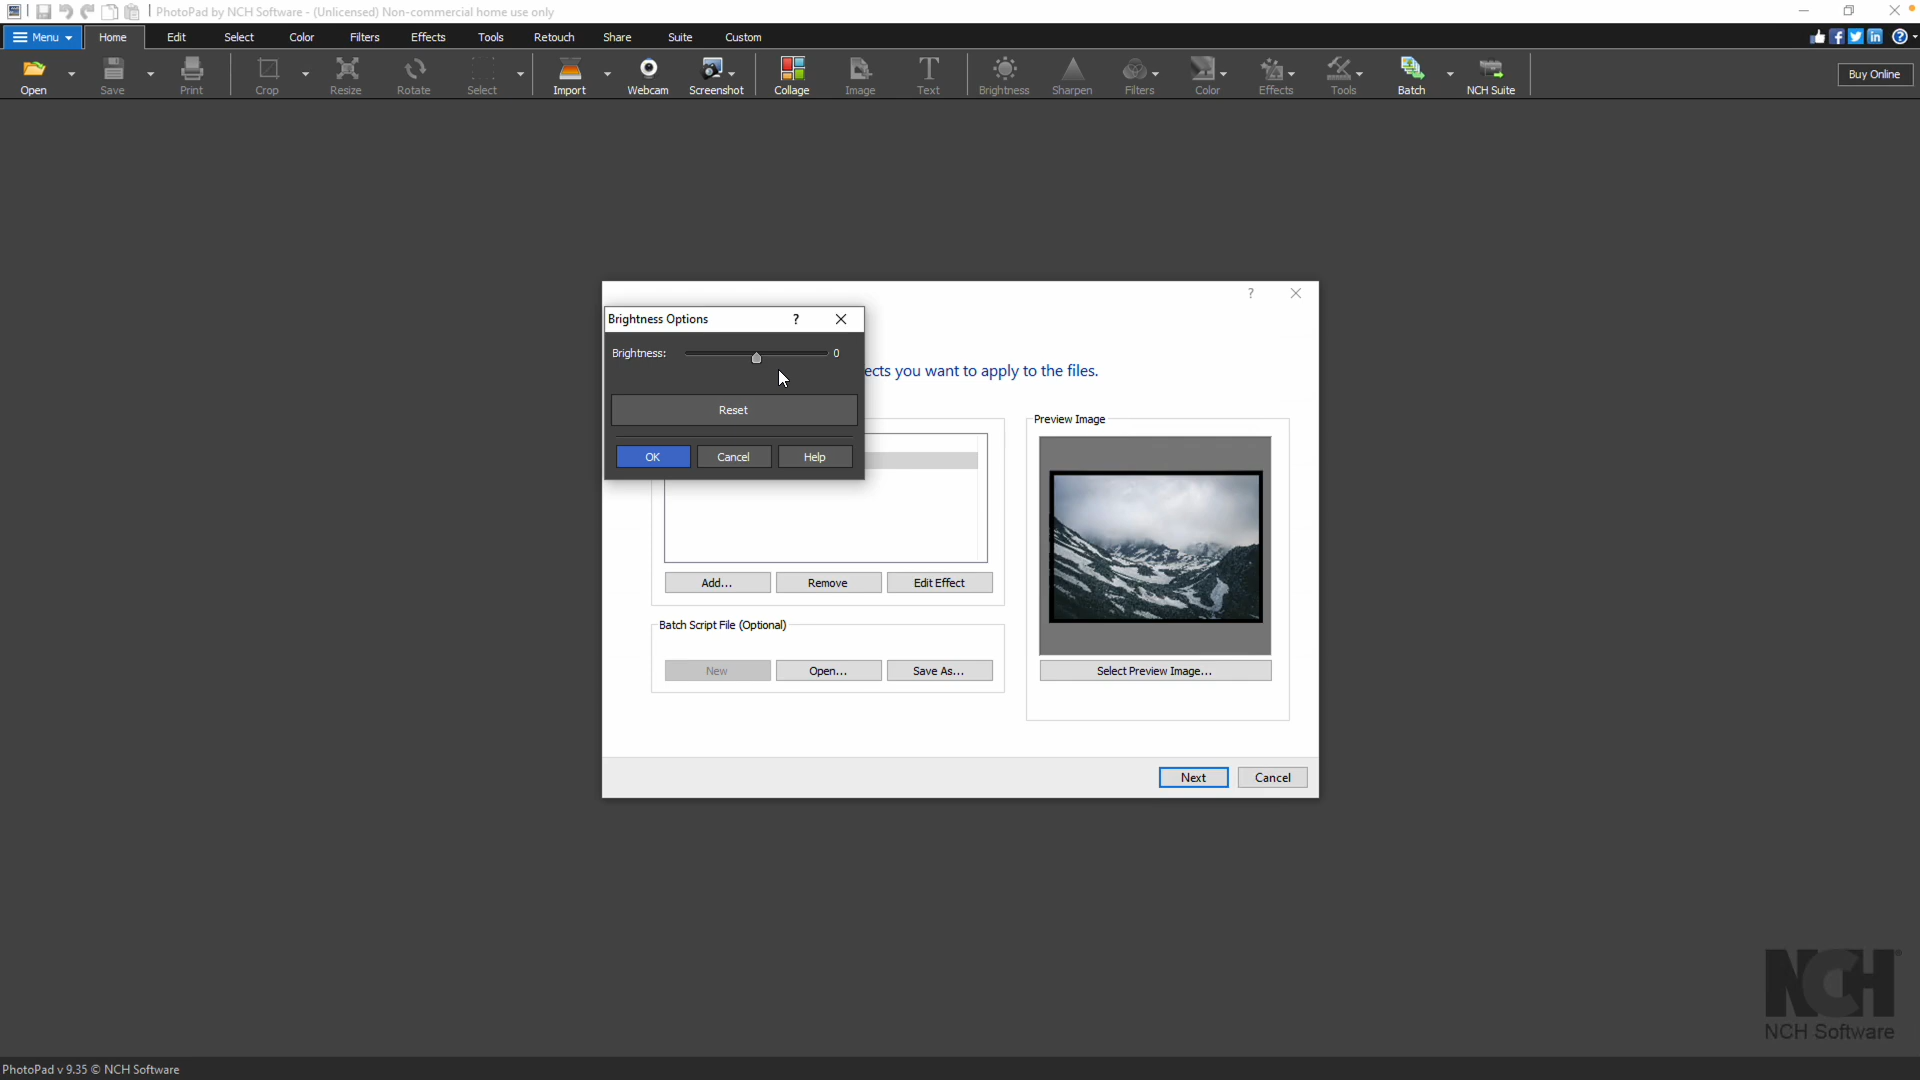 PhotoPad by NCH Software - (Unlicensed) Non-commercial home use only
Menu Home Edit Select Color Filters Effects Tools Retouch Share Suite Custom
Open Save Print Crop Resize Rotate Select Import Webcam Screenshot Collage Image Text Brightness Sharpen Filters Color Effects Tools Batch NCH Suite Buy Online
Brightness Options
Brightness: 0
Reset
OK Cancel Help
ects you want to apply to the files.
Preview Image
Add... Remove Edit Effect
Batch Script File (Optional)
New Open... Save As...
Select Preview Image...
Next Cancel
NCH
NCH Software
PhotoPad v 9.35 © NCH Software